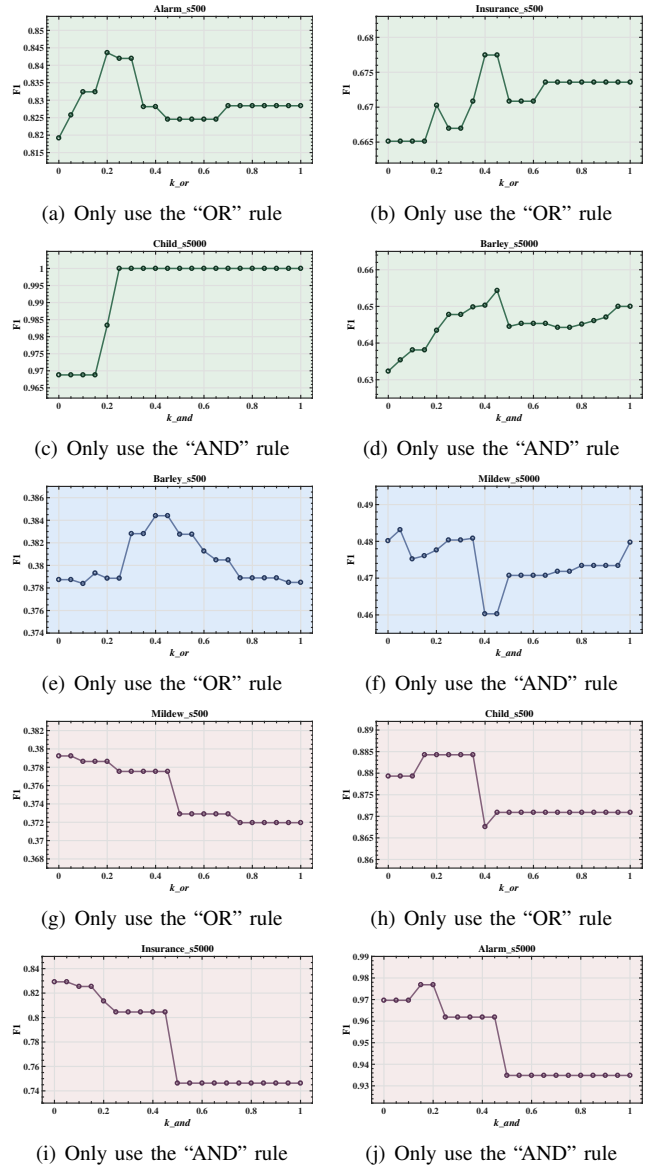 Alarm_s500
0.85
0.845
0.84
0.835
0.83
0.825
0.82
0.815
F1
0 0.2 0.4 0.6 0.8 1
k_or
(a) Only use the “OR” rule
Insurance_s500
0.68
0.675
0.67
0.665
F1
0 0.2 0.4 0.6 0.8 1
k_or
(b) Only use the “OR” rule
Child_s5000
1
0.995
0.99
0.985
0.98
0.975
0.97
0.965
F1
0 0.2 0.4 0.6 0.8 1
k_and
(c) Only use the “AND” rule
Barley_s5000
0.66
0.65
0.64
0.63
F1
0 0.2 0.4 0.6 0.8 1
k_and
(d) Only use the “AND” rule
Barley_s500
0.386
0.384
0.382
0.38
0.378
0.376
0.374
F1
0 0.2 0.4 0.6 0.8 1
k_or
(e) Only use the “OR” rule
Mildew_s5000
0.49
0.48
0.47
0.46
F1
0 0.2 0.4 0.6 0.8 1
k_and
(f) Only use the “AND” rule
Mildew_s500
0.382
0.38
0.378
0.376
0.374
0.372
0.37
0.368
F1
0 0.2 0.4 0.6 0.8 1
k_or
(g) Only use the “OR” rule
Child_s500
0.89
0.885
0.88
0.875
0.87
0.865
0.86
F1
0 0.2 0.4 0.6 0.8 1
k_or
(h) Only use the “OR” rule
Insurance_s5000
0.84
0.82
0.8
0.78
0.76
0.74
F1
0 0.2 0.4 0.6 0.8 1
k_and
(i) Only use the “AND” rule
Alarm_s5000
0.99
0.98
0.97
0.96
0.95
0.94
0.93
F1
0 0.2 0.4 0.6 0.8 1
k_and
(j) Only use the “AND” rule